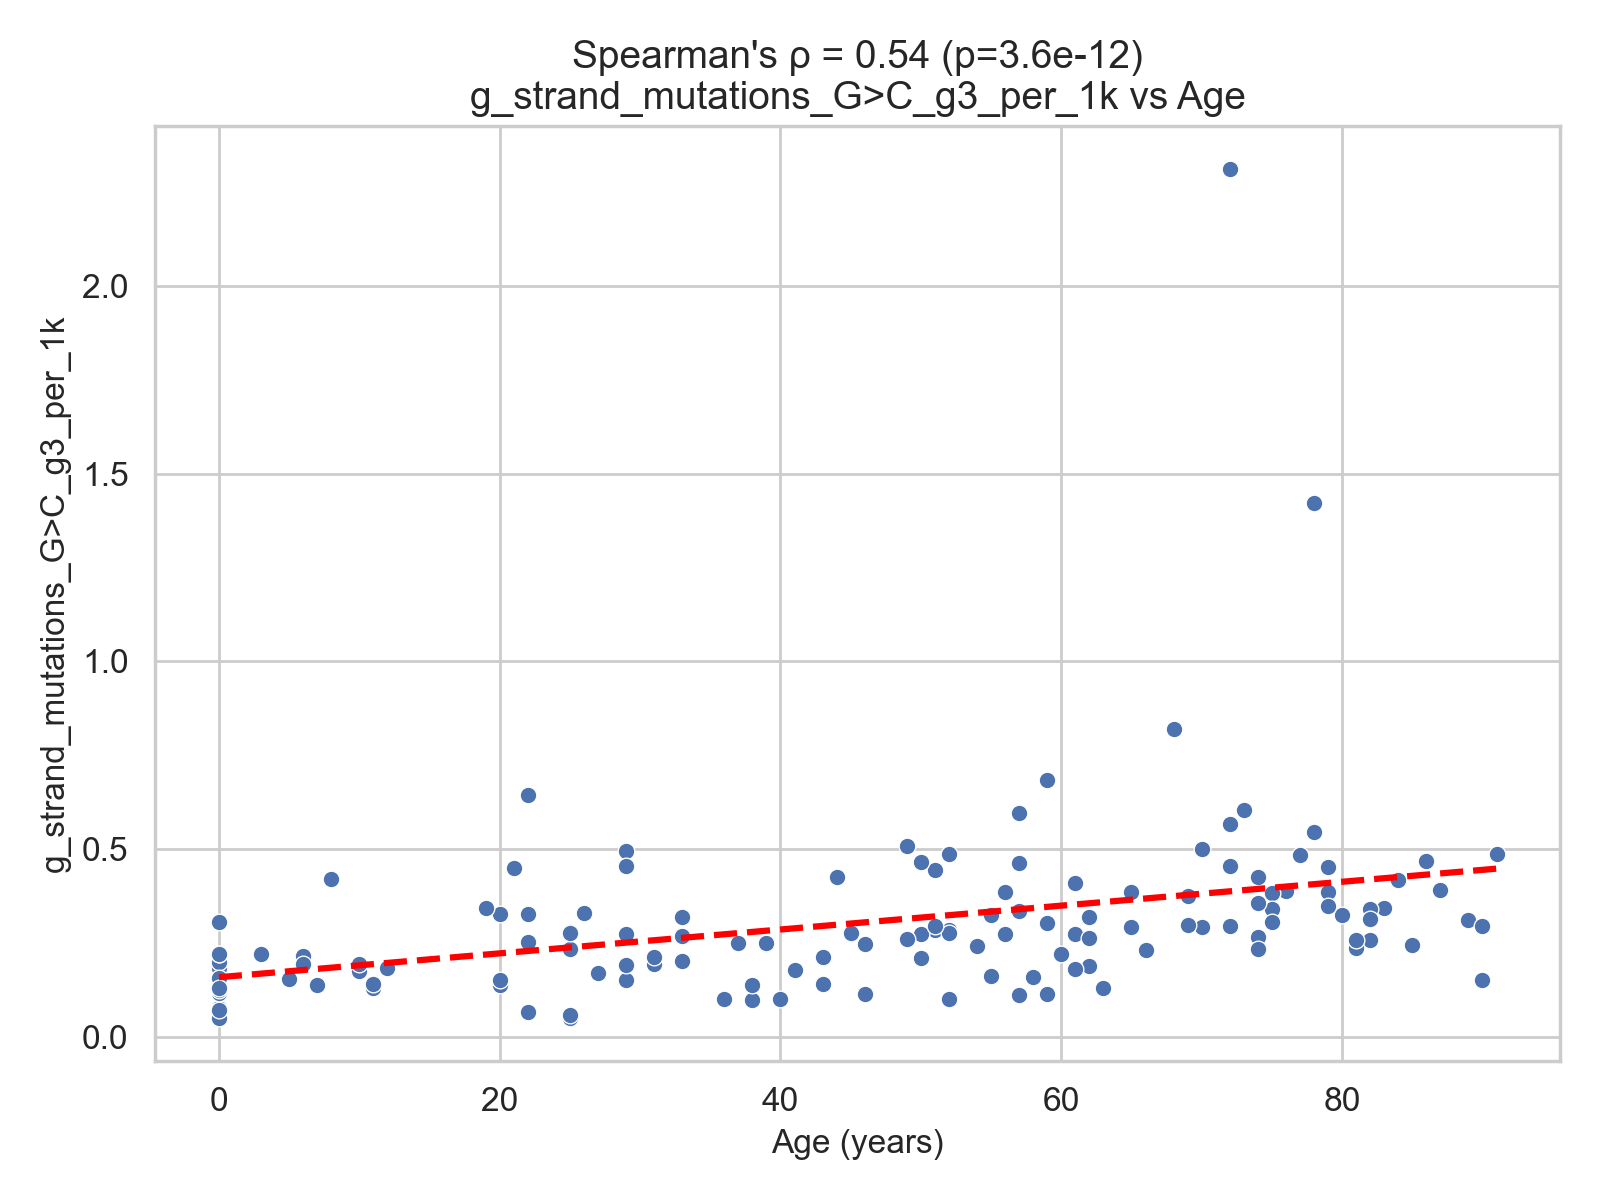 Spearman's ρ = 0.54 (p=3.6e-12)
g_strand_mutations_G>C_g3_per_1k vs Age
g_strand_mutations_G>C_g3_per_1k
2.0
1.5
1.0
0.5
0.0
0
20
40
60
80
Age (years)